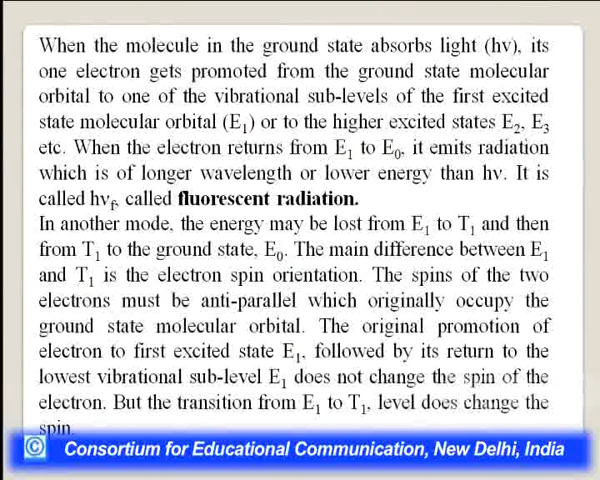 When the molecule in the ground state absorbs light (hν), its
one electron gets promoted from the ground state molecular
orbital to one of the vibrational sub-levels of the first excited
state molecular orbital (E₁) or to the higher excited states E₂, E₃
etc. When the electron returns from E₁ to E₀, it emits radiation
which is of longer wavelength or lower energy than hν. It is
called hνf, called fluorescent radiation.
In another mode, the energy may be lost from E₁ to T₁ and then
from T₁ to the ground state, E₀. The main difference between E₁
and T₁ is the electron spin orientation. The spins of the two
electrons must be anti-parallel which originally occupy the
ground state molecular orbital. The original promotion of
electron to first excited state E₁, followed by its return to the
lowest vibrational sub-level E₁ does not change the spin of the
electron. But the transition from E₁ to T₁, level does change the
spin.
© Consortium for Educational Communication, New Delhi, India